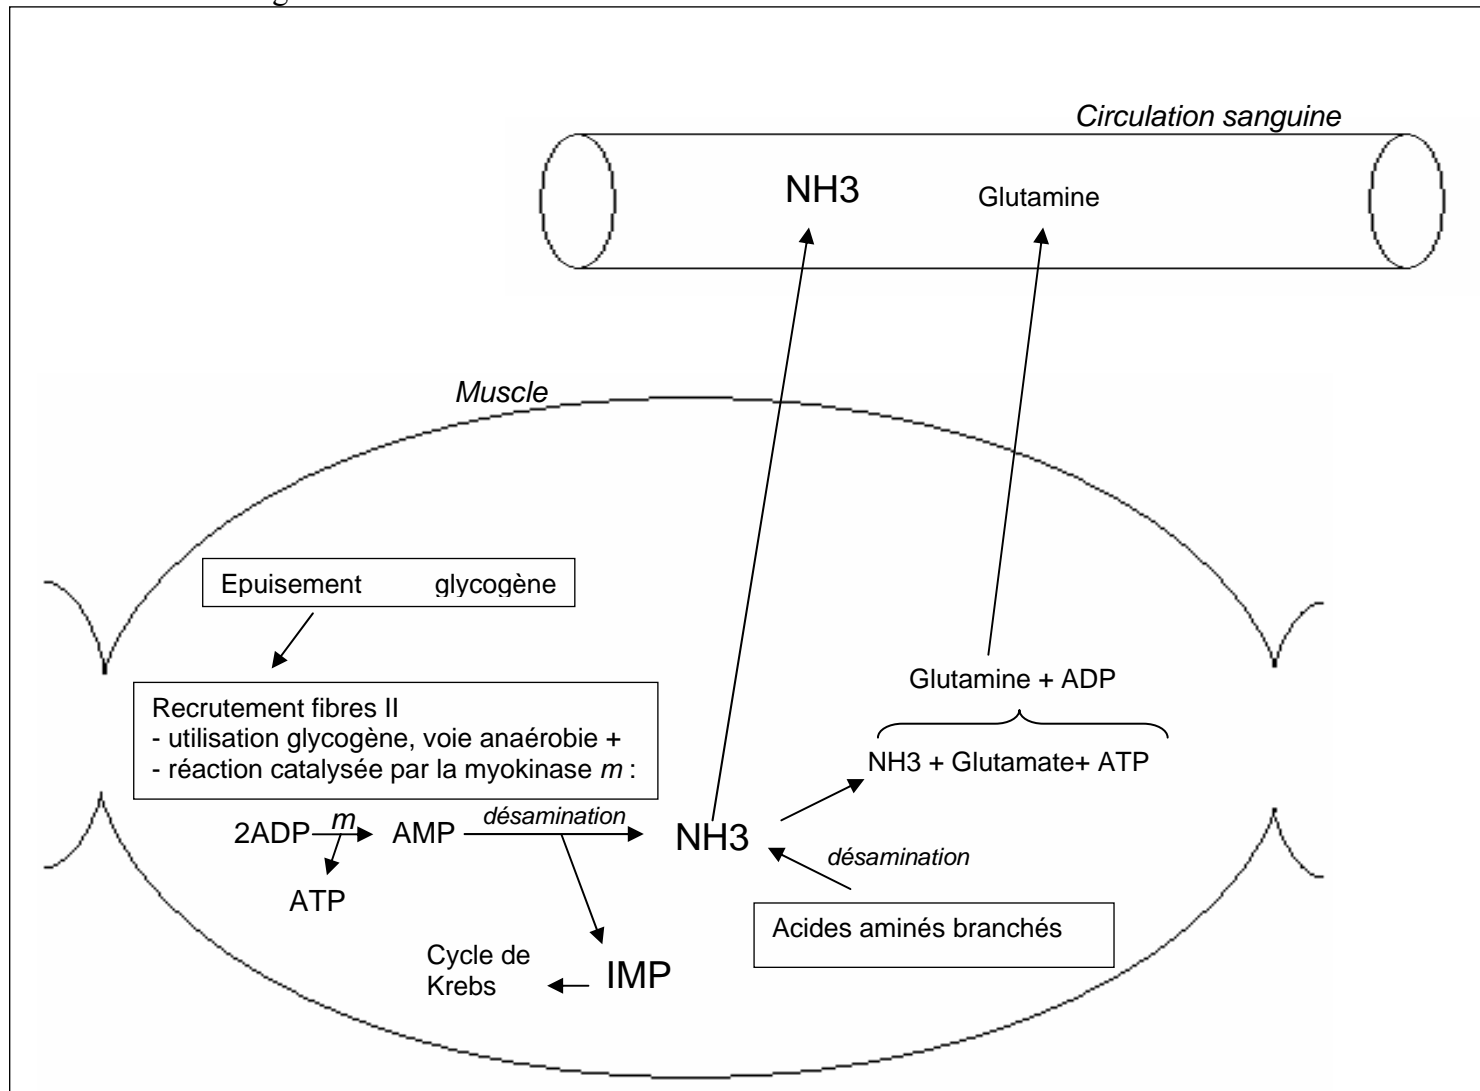 Circulation sanguine
NH3
Glutamine
Muscle
Epuisement glycogène
Recrutement fibres II
- utilisation glycogène, voie anaérobie +
- réaction catalysée par la myokinase m :
Glutamine + ADP
NH3 + Glutamate+ ATP
2ADP
m
AMP
désamination
NH3
désamination
ATP
Acides aminés branchés
Cycle de
Krebs
IMP